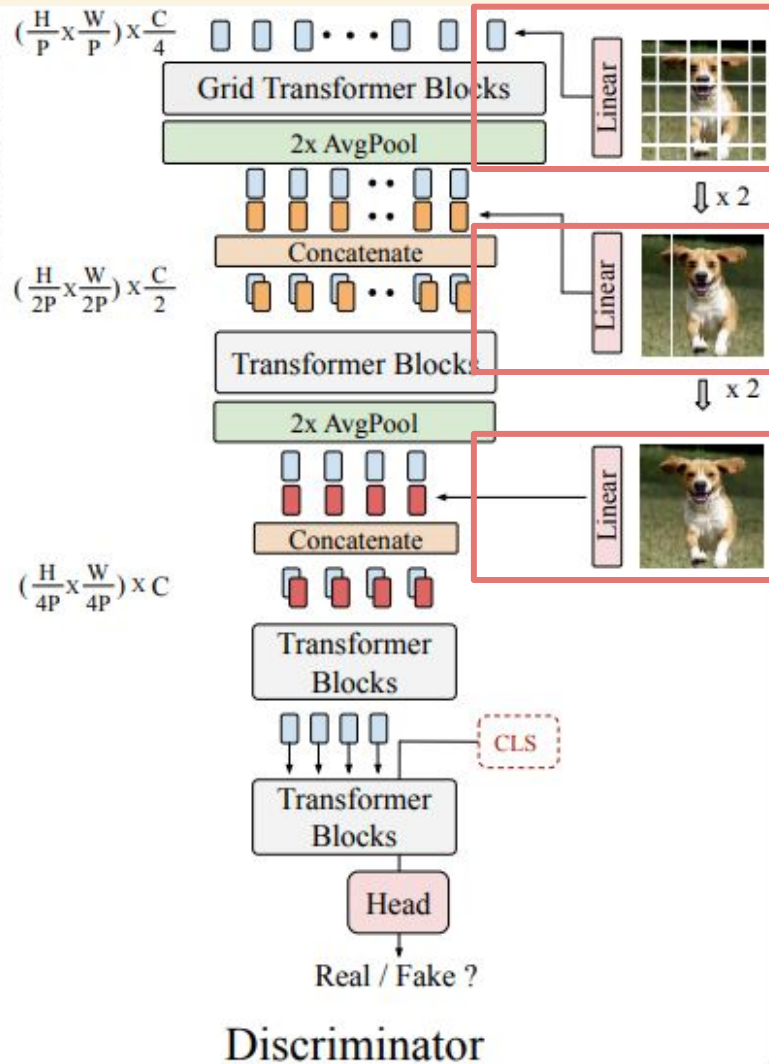 (H/P x W/P) x C/4
Linear
Grid Transformer Blocks
2x AvgPool
x 2
Concatenate
(H/2P x W/2P) x C/2
Linear
Transformer Blocks
x 2
2x AvgPool
Linear
Concatenate
(H/4P x W/4P) x C
Transformer
Blocks
CLS
Transformer
Blocks
Head
Real / Fake ?
Discriminator